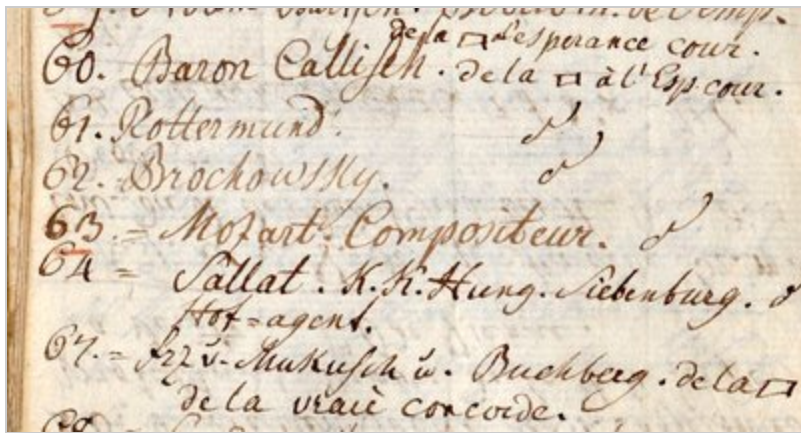 de la □ l'esperance cour.
60. Baron Callisch. de la □ à l'Esp. cour.
61. Rottermund.
62. Brochowsky.
63. = Mozart. Compositeur.
64 = Sallat. K. K. Hung. Siebenburg.
Hof=agent.
67. = u. Buchberg. de la □
de la vraie concorde.